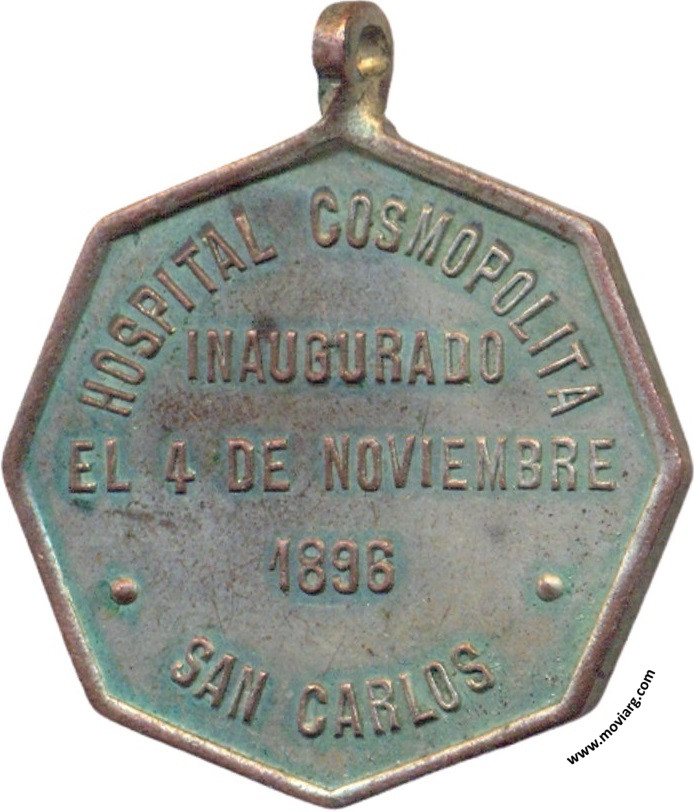 HOSPITAL COSMOPOLITA
INAUGURADO
EL 4 DE NOVIEMBRE
1896
SAN CARLOS
www.moviarg.com